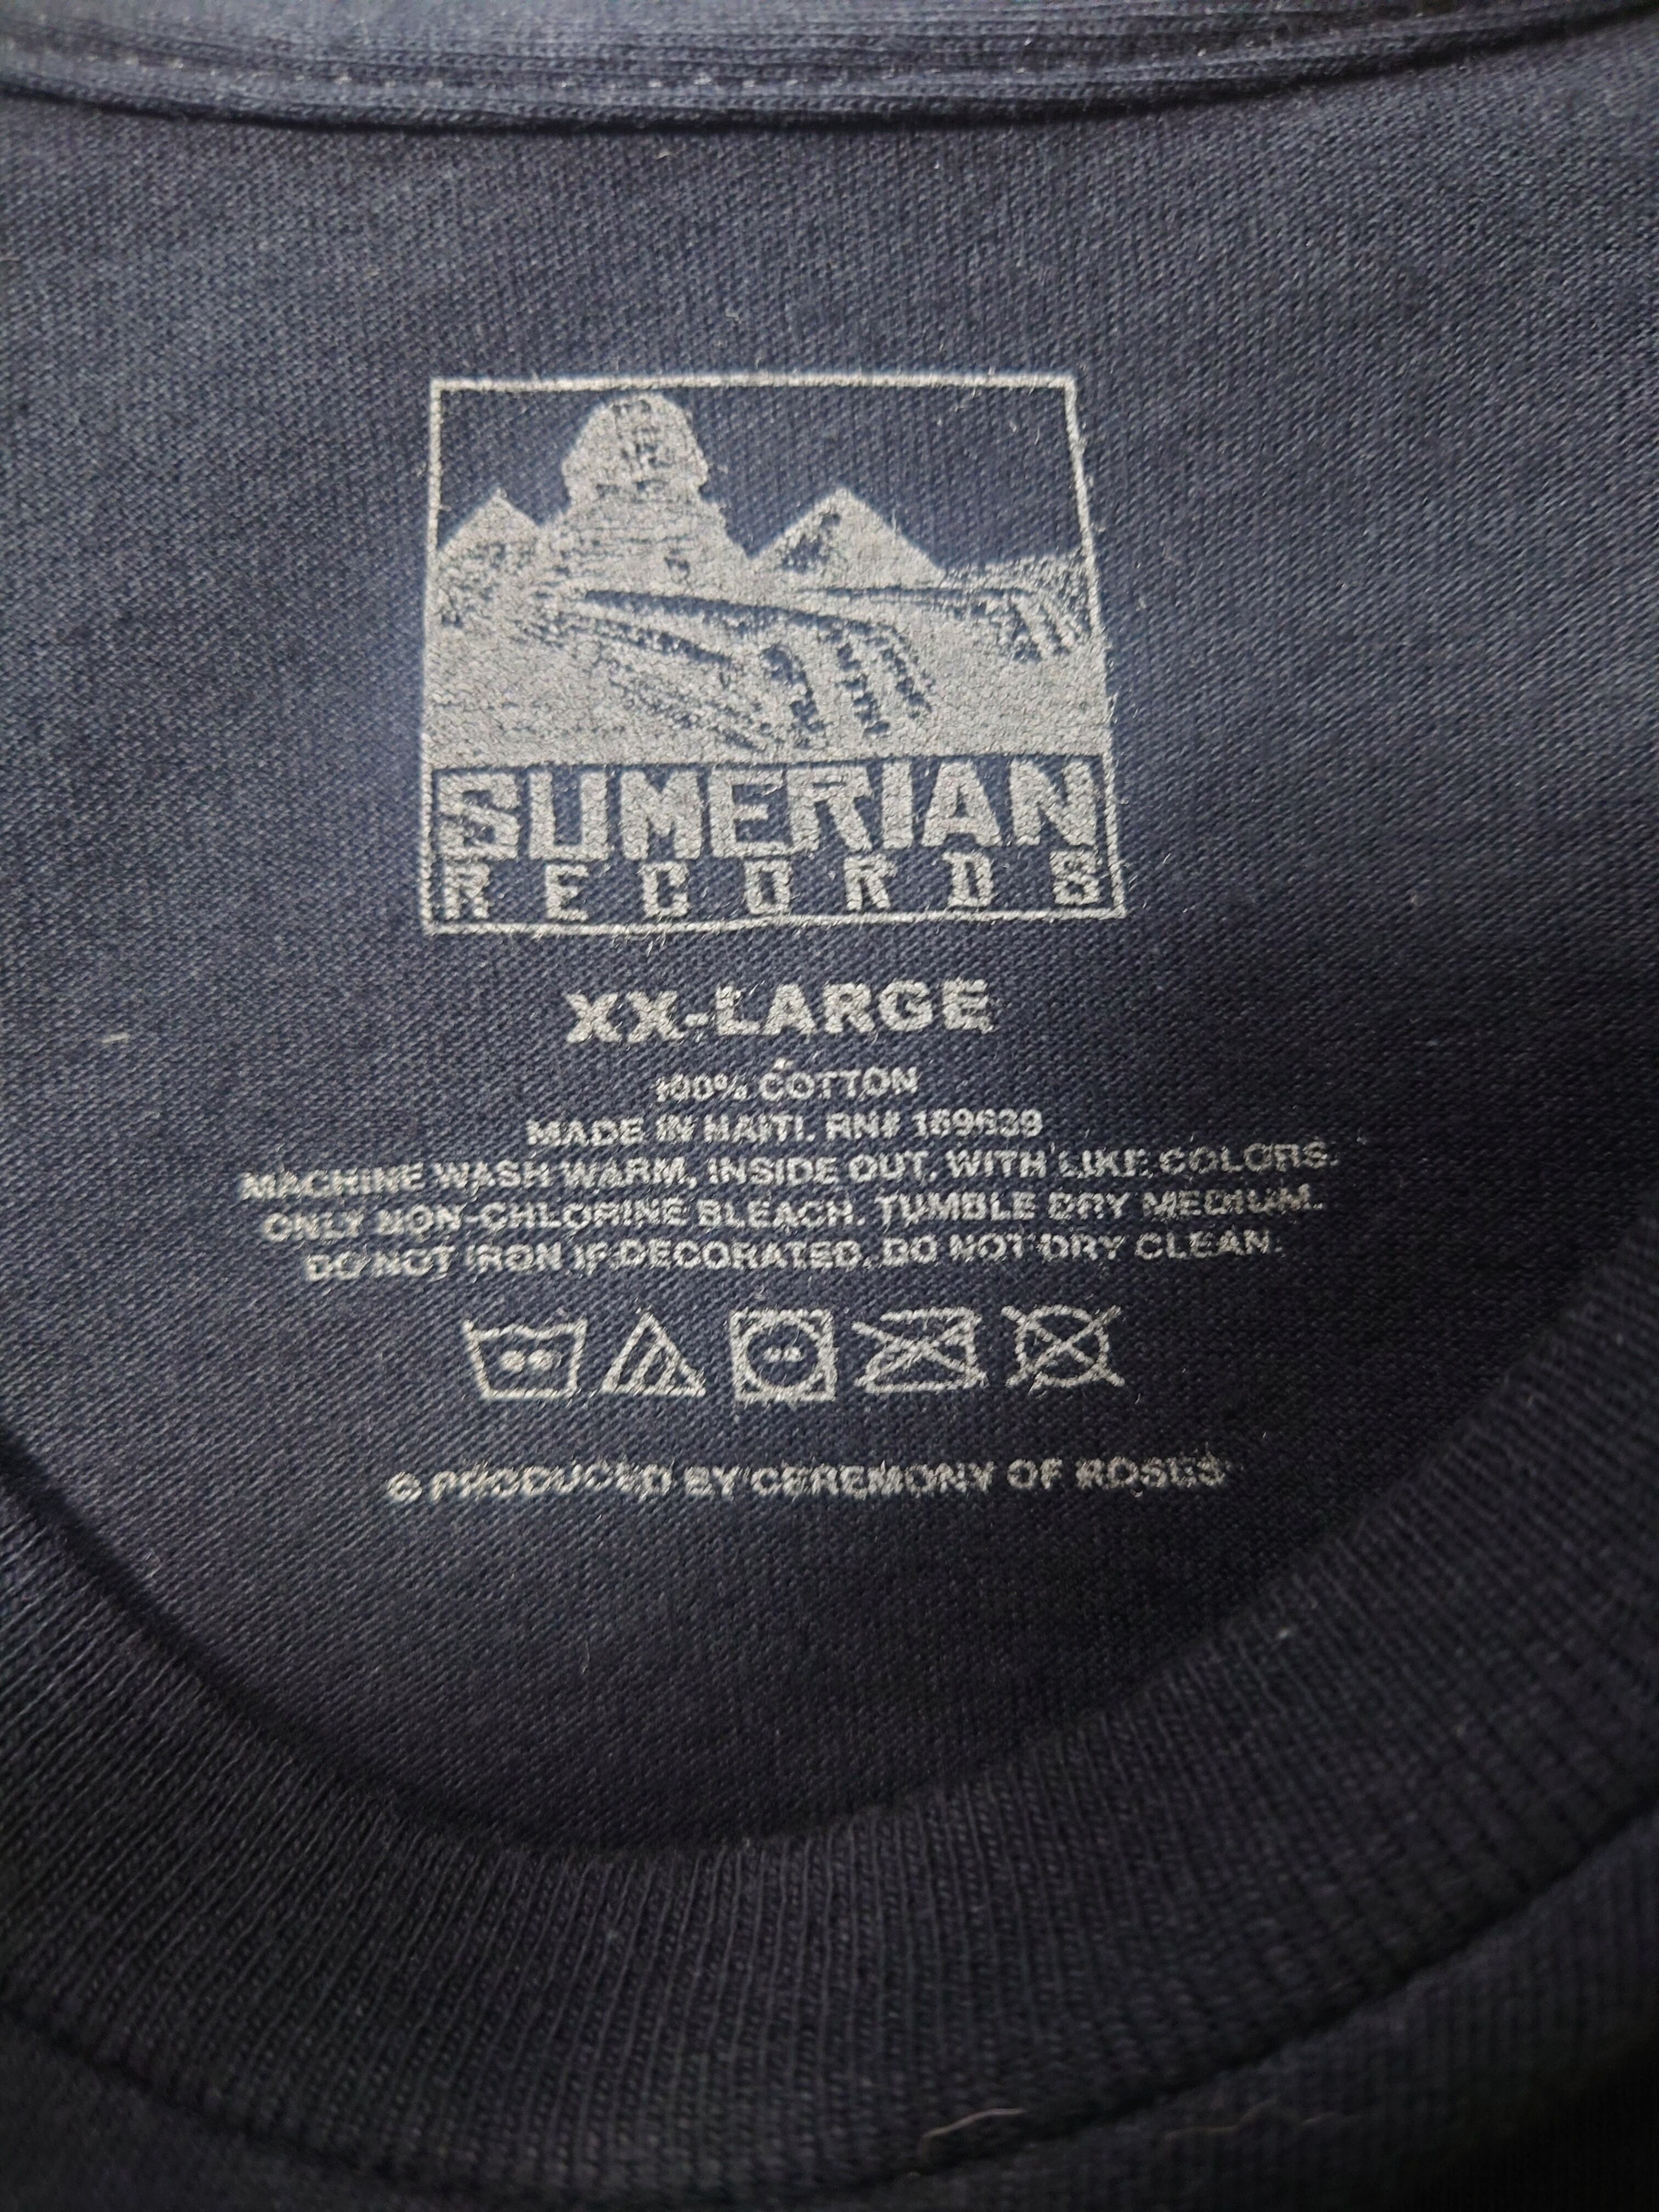 SUMERIAN
RECORDS
XX-LARGE
100% COTTON
MADE IN HAITI. RN# 159639
MACHINE WASH WARM, INSIDE OUT, WITH LIKE COLORS.
ONLY NON-CHLORINE BLEACH. TUMBLE DRY MEDIUM.
DO NOT IRON IF DECORATED. DO NOT DRY CLEAN.
© PRODUCED BY CEREMONY OF ROSES